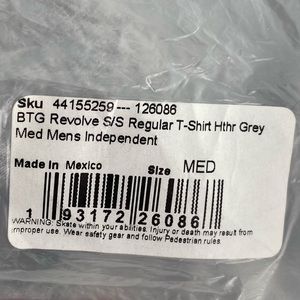 Sku 44155259 --- 126086
BTG Revolve S/S Regular T-Shirt Hthr Grey
Med Mens Independent
Made in Mexico Size MED
1 93172 26086
WARNING: Skate within your abilities. Injury or death may result from
improper use. Wear safety gear and follow Pedestrian rules.